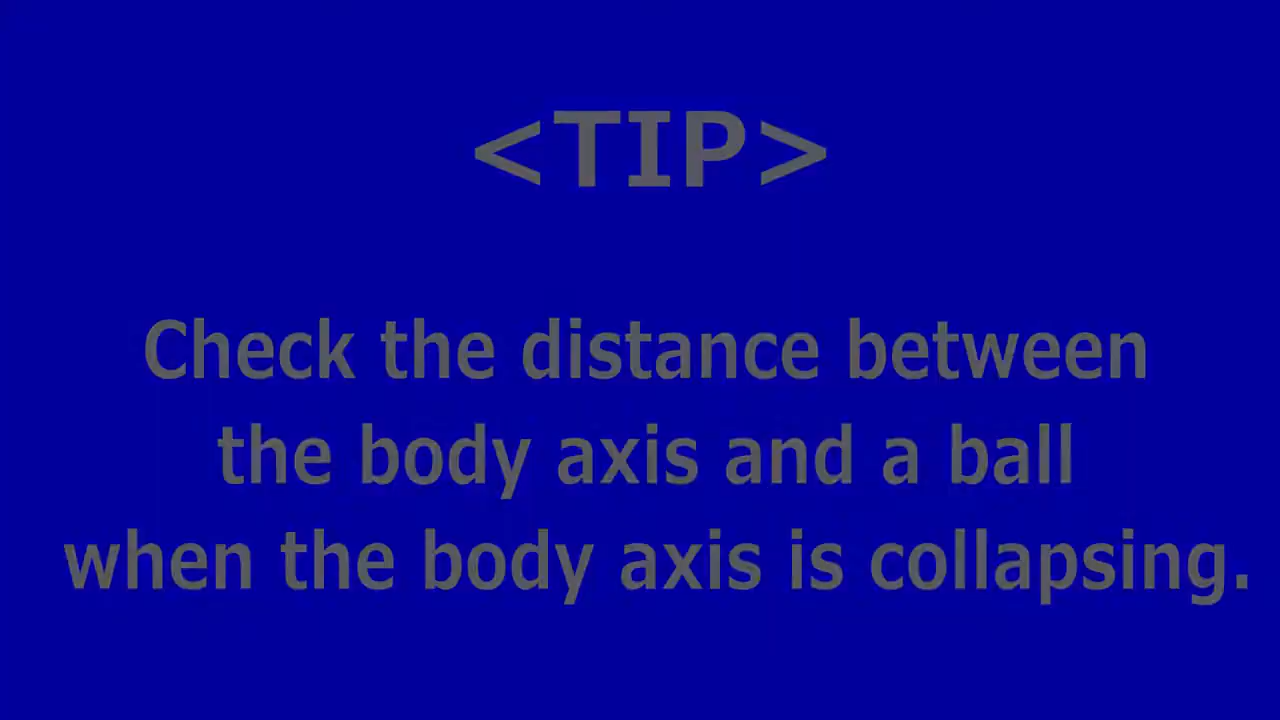 <TIP>
Check the distance between
the body axis and a ball
when the body axis is collapsing.